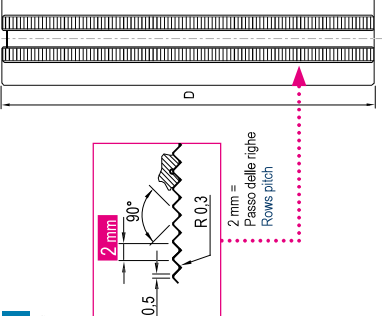 D
2 mm
90°
0,5
R 0,3
2 mm =
Passo delle righe
Rows pitch